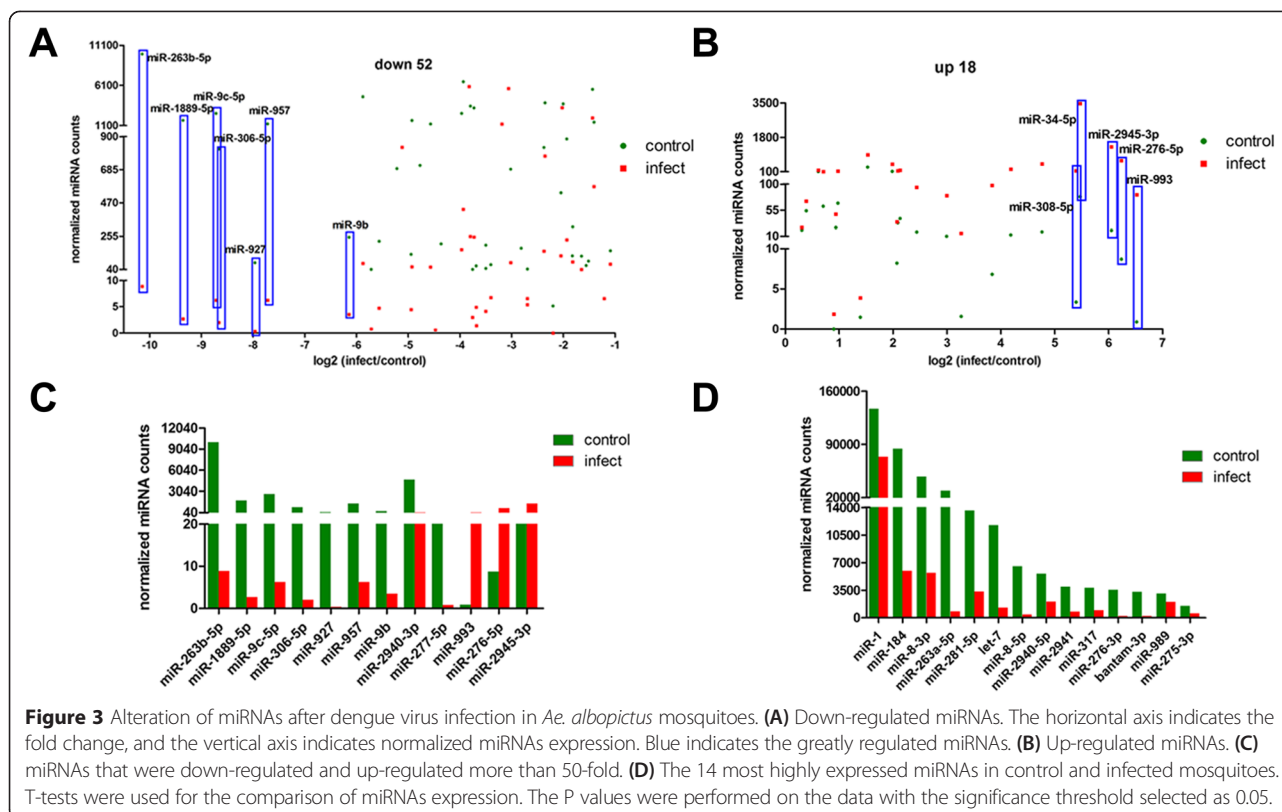 A
down 52
normalized miRNA counts
11100
6100
1100
900
685
470
255
40
10
5
0
miR-263b-5p
miR-9c-5p
miR-1889-5p
miR-957
miR-306-5p
miR-927
miR-9b
control
infect
-10 -9 -8 -7 -6 -5 -4 -3 -2 -1
log2 (infect/control)
B
up 18
normalized miRNA counts
3500
1800
100
100
55
10
10
5
0
miR-34-5p
miR-2945-3p
miR-276-5p
miR-993
miR-308-5p
control
infect
0 1 2 3 4 5 6 7
log2 (infect/control)
C
normalized miRNA counts
12040
9040
6040
3040
40
20
10
0
control
infect
miR-263b-5p
miR-1889-5p
miR-9c-5p
miR-306-5p
miR-927
miR-957
miR-9b
miR-2940-3p
miR-277-5p
miR-993
miR-276-5p
miR-2945-3p
D
normalized miRNA counts
160000
90000
20000
14000
10500
7000
3500
0
control
infect
miR-1
miR-184
miR-8-3p
miR-263a-5p
miR-281-5p
let-7
miR-8-5p
miR-2940-5p
miR-2941
miR-317
miR-276-3p
bantam-3p
miR-989
miR-275-3p
Figure 3 Alteration of miRNAs after dengue virus infection in Ae. albopictus mosquitoes. (A) Down-regulated miRNAs. The horizontal axis indicates the
fold change, and the vertical axis indicates normalized miRNAs expression. Blue indicates the greatly regulated miRNAs. (B) Up-regulated miRNAs. (C)
miRNAs that were down-regulated and up-regulated more than 50-fold. (D) The 14 most highly expressed miRNAs in control and infected mosquitoes.
T-tests were used for the comparison of miRNAs expression. The P values were performed on the data with the significance threshold selected as 0.05.